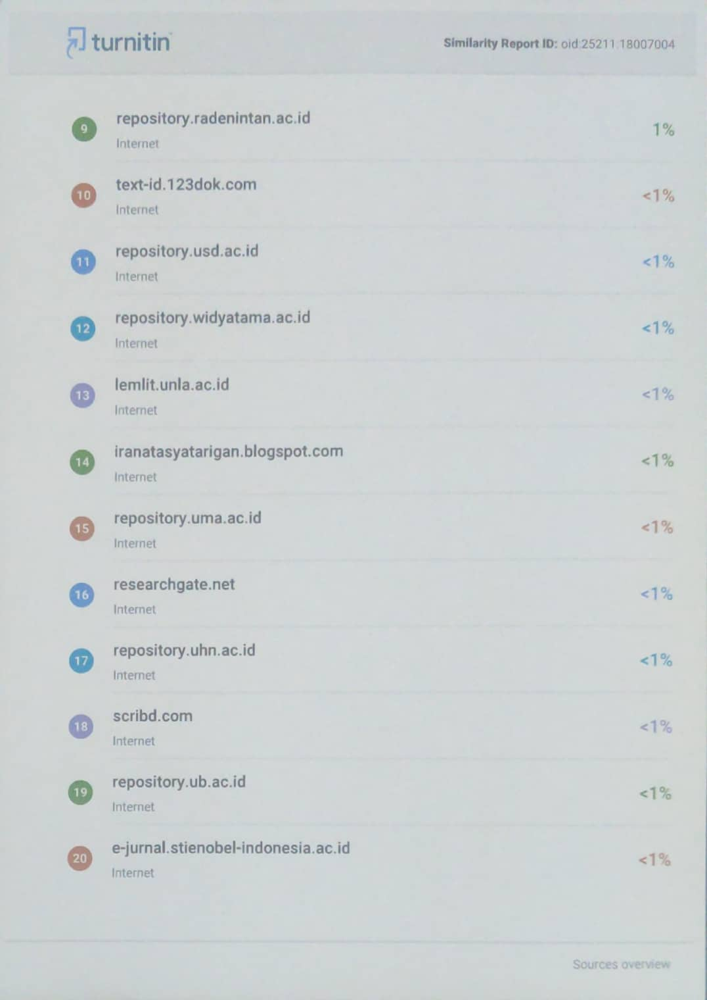 turnitin
Similarity Report ID: oid:25211:18007004
9
repository.radenintan.ac.id
1%
Internet
10
text-id.123dok.com
<1%
Internet
11
repository.usd.ac.id
<1%
Internet
12
repository.widyatama.ac.id
<1%
Internet
13
lemlit.unla.ac.id
<1%
Internet
14
iranatasyatarigan.blogspot.com
<1%
Internet
15
repository.uma.ac.id
<1%
Internet
16
researchgate.net
<1%
Internet
17
repository.uhn.ac.id
<1%
Internet
18
scribd.com
<1%
Internet
19
repository.ub.ac.id
<1%
Internet
20
e-jurnal.stienobel-indonesia.ac.id
<1%
Internet
Sources overview